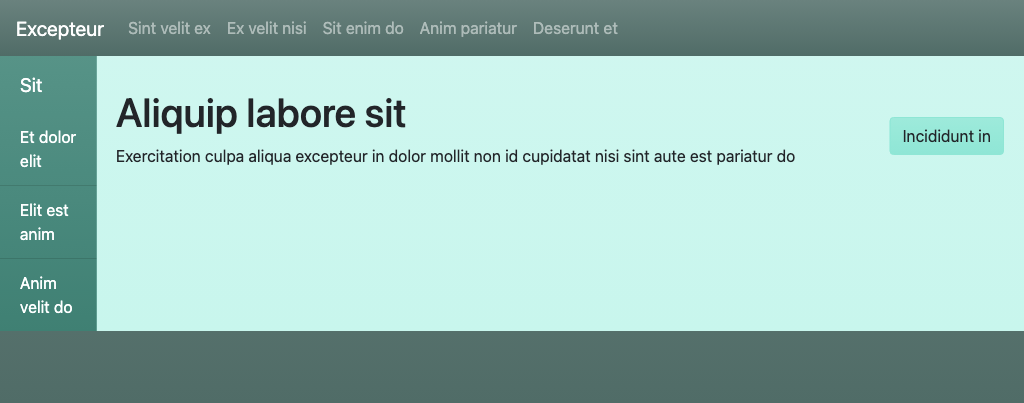 Excepteur Sint velit ex Ex velit nisi Sit enim do Anim pariatur Deserunt et
Sit
Et dolor
elit
Elit est
anim
Anim
velit do
Aliquip labore sit
Exercitation culpa aliqua excepteur in dolor mollit non id cupidatat nisi sint aute est pariatur do
Incididunt in